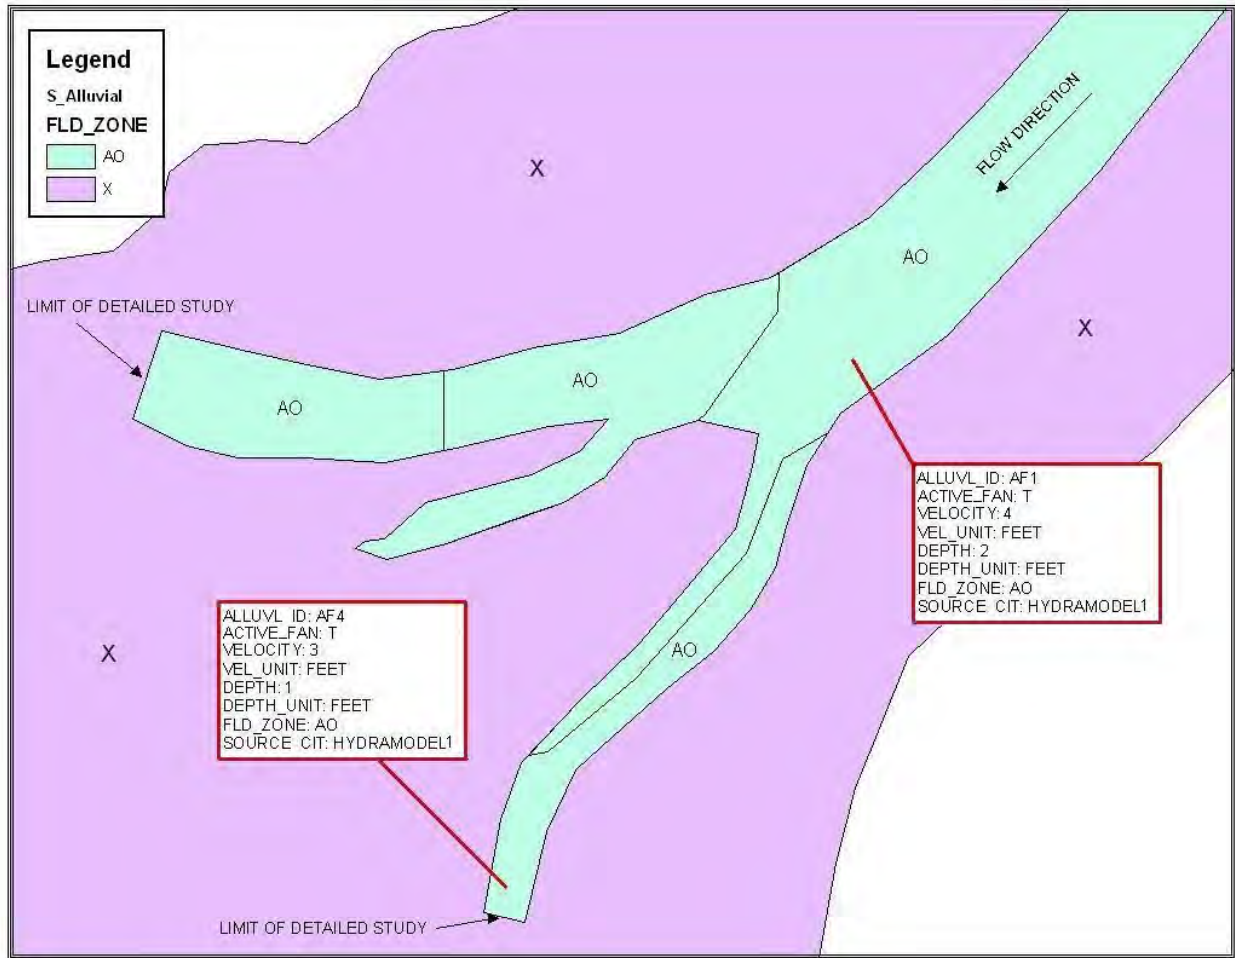 Legend
S_Alluvial
FLD_ZONE
AO
X
X
FLOW DIRECTION
AO
X
LIMIT OF DETAILED STUDY
AO
AO
ALLUVL_ID: AF1
ACTIVE_FAN: T
VELOCITY: 4
VEL_UNIT: FEET
DEPTH: 2
DEPTH_UNIT: FEET
FLD_ZONE: AO
SOURCE_CIT: HYDRAMODEL1
ALLUVL_ID: AF4
ACTIVE_FAN: T
VELOCITY: 3
VEL_UNIT: FEET
DEPTH: 1
DEPTH_UNIT: FEET
FLD_ZONE: AO
SOURCE_CIT: HYDRAMODEL1
X
AO
LIMIT OF DETAILED STUDY